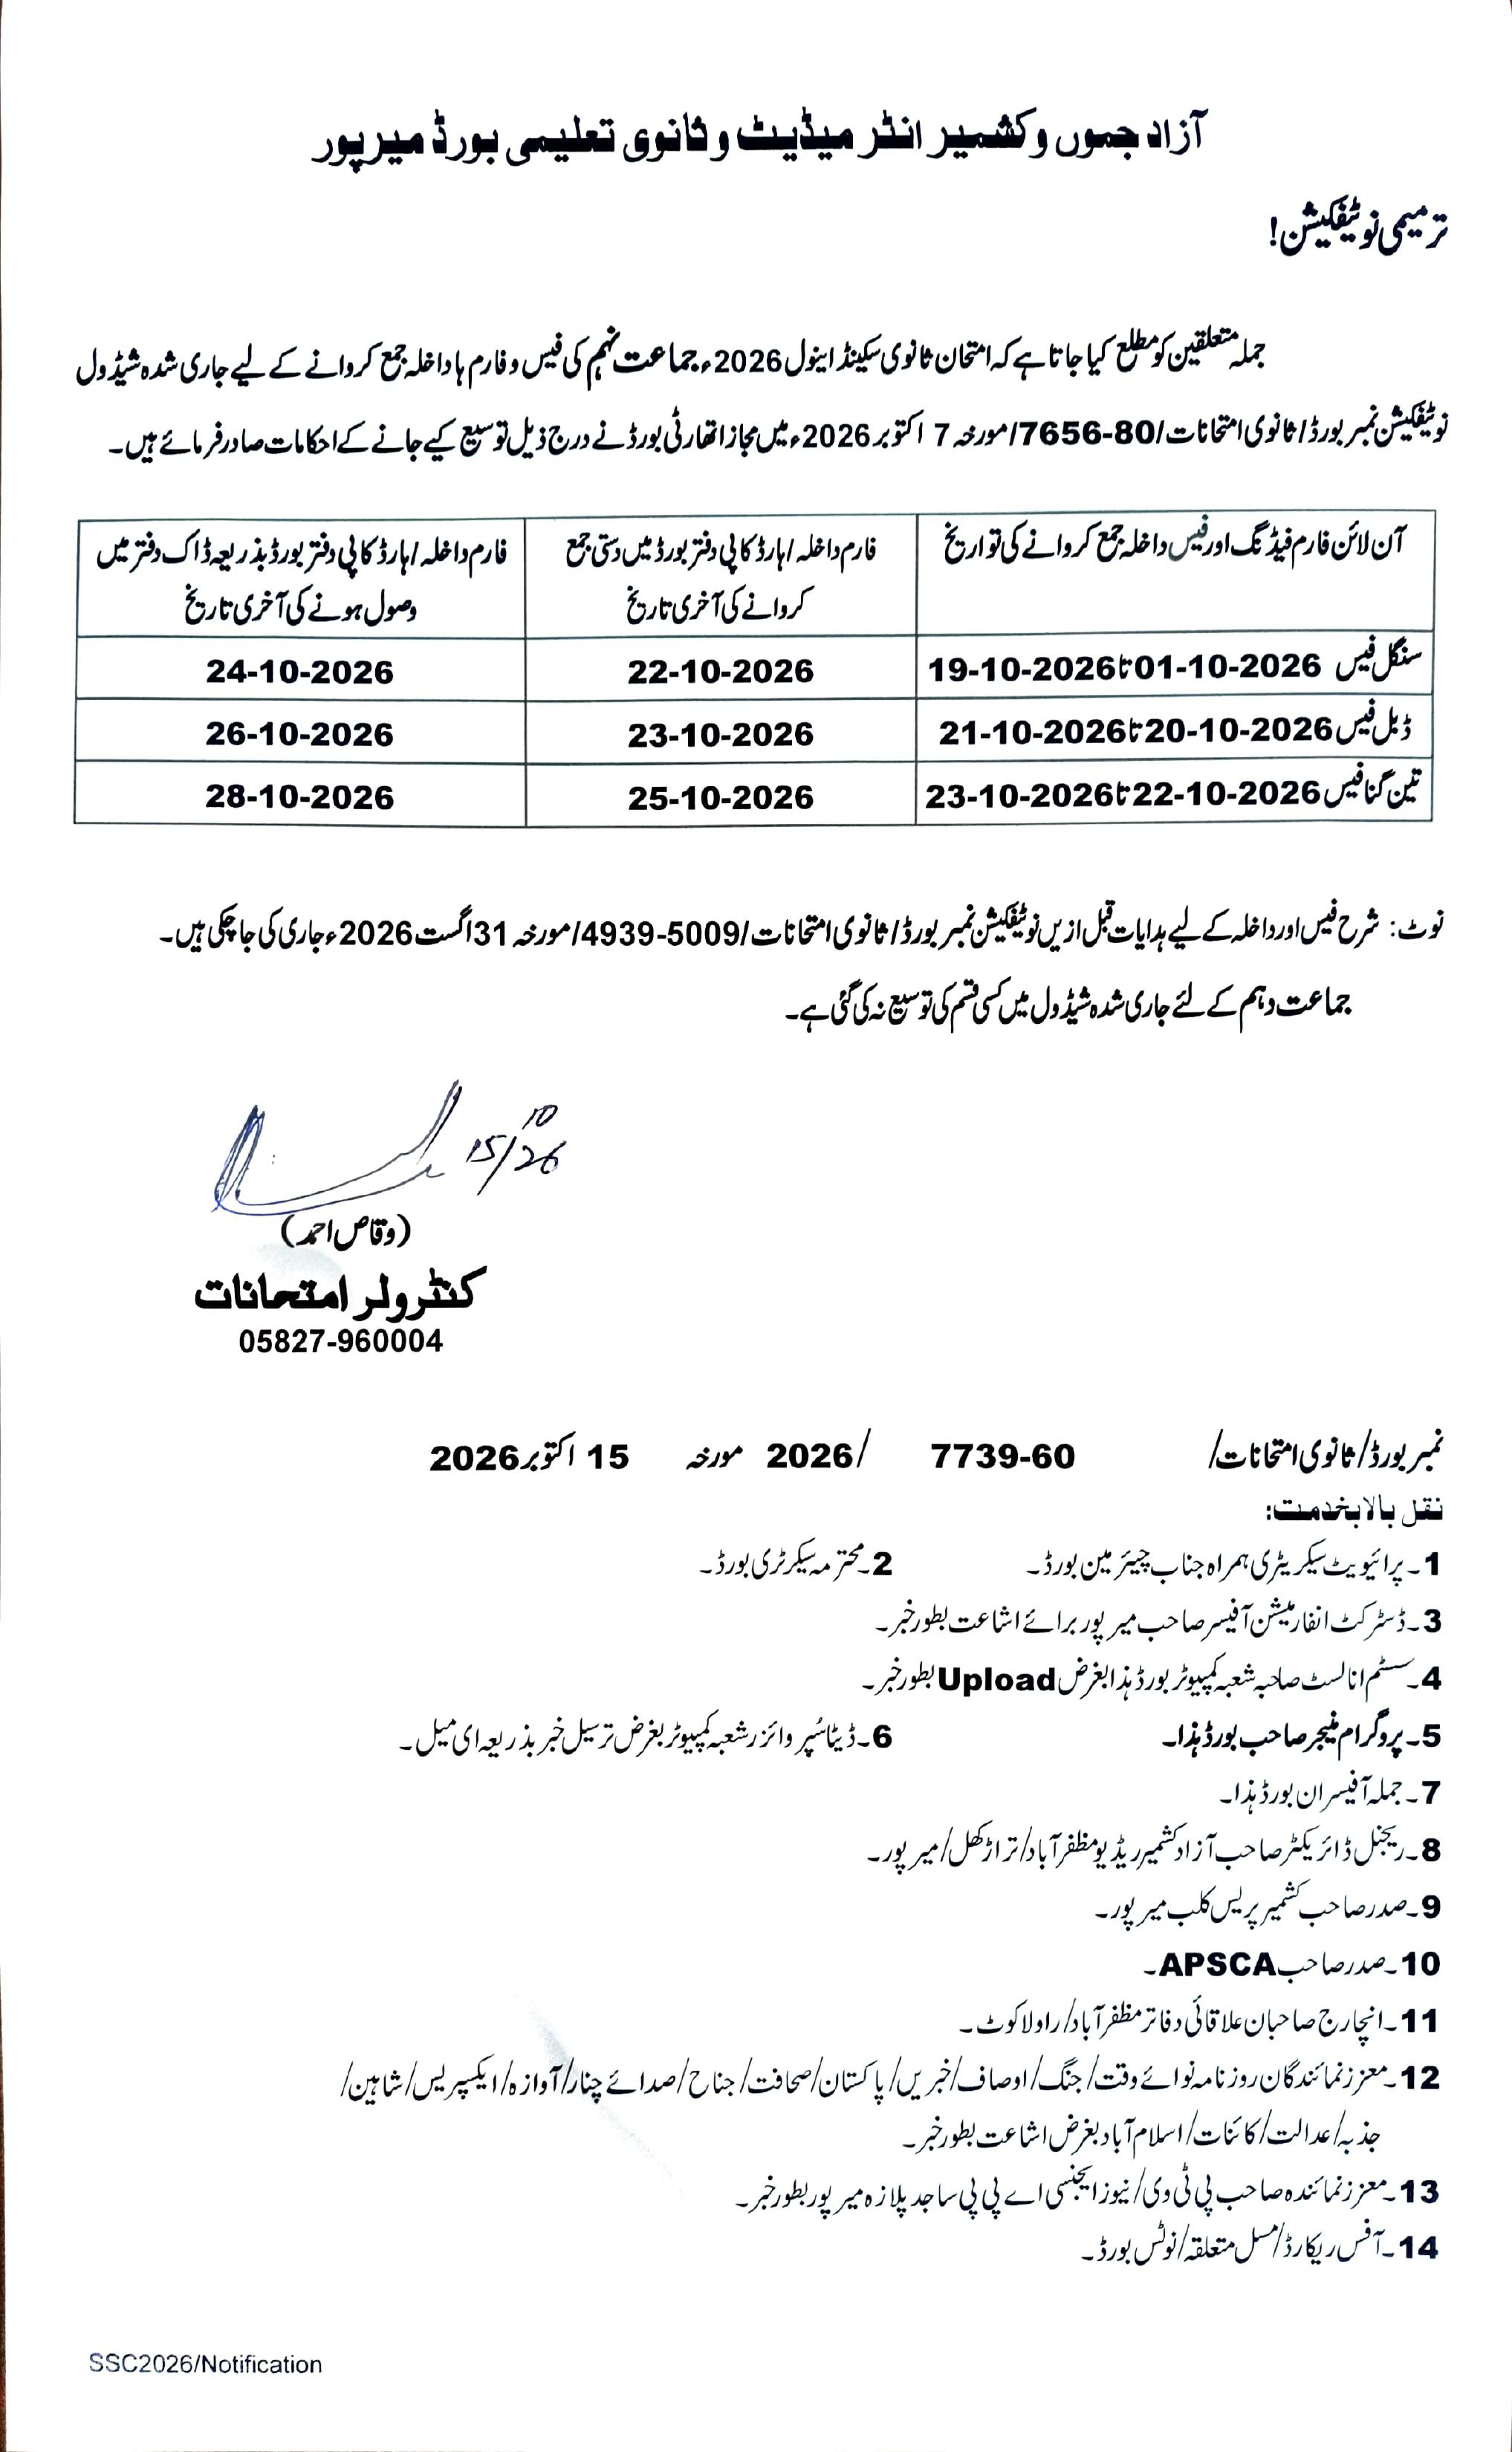 آزاد جموں و کشمیر انٹر میڈیٹ و ثانوی تعلیمی بورڈ میرپور
ترمیمی نوٹیفکیشن!
جملہ متعلقین کو مطلع کیا جاتا ہے کہ امتحان ثانوی سیکنڈ اینول 2026ء جماعت نہم کی فیس و فارم ہا داخلہ جمع کروانے کے لیے جاری شدہ شیڈول
نوٹیفکیشن نمبر بورڈ/ثانوی امتحانات/7656-80/مورخہ 7 اکتوبر 2026ء میں مجاز اتھارٹی بورڈ نے درج ذیل توسیع کیے جانے کے احکامات صادر فرمائے ہیں۔
آن لائن فارم فیڈنگ اور فیس داخلہ جمع کروانے کی تواریخ
فارم داخلہ/ہارڈ کاپی دفتر بورڈ میں دستی جمع
کروانے کی آخری تاریخ
فارم داخلہ/ہارڈ کاپی دفتر بورڈ بذریعہ ڈاک دفتر میں
وصول ہونے کی آخری تاریخ
سنگل فیس 01-10-2026 تا 19-10-2026
22-10-2026
24-10-2026
ڈبل فیس 20-10-2026 تا 21-10-2026
23-10-2026
26-10-2026
تین گنا فیس 22-10-2026 تا 23-10-2026
25-10-2026
28-10-2026
نوٹ: شرح فیس اور داخلہ کے لیے ہدایات قبل ازیں نوٹیفکیشن نمبر بورڈ/ثانوی امتحانات/4939-5009/مورخہ 31 اگست 2026ء جاری کی جاچکی ہیں۔
جماعت دہم کے لئے جاری شدہ شیڈول میں کسی قسم کی توسیع نہ کی گئی ہے۔
15/10/26
(وقاص احمد)
کنٹرولر امتحانات
05827-960004
نمبر بورڈ/ثانوی امتحانات/ 7739-60 /2026 مورخہ 15 اکتوبر 2026
نقل بالا بخدمت:
1۔ پرائیویٹ سیکریٹری ہمراہ جناب چیئرمین بورڈ۔ 2۔ محترمہ سیکرٹری بورڈ۔
3۔ ڈسٹرکٹ انفارمیشن آفیسر صاحب میرپور برائے اشاعت بطور خبر۔
4۔ سسٹم انالسٹ صاحبہ شعبہ کمپیوٹر بورڈ ہذا بغرض Upload بطور خبر۔
5۔ پروگرام منیجر صاحب بورڈ ہذا۔ 6۔ ڈیٹا سُپر وائزر شعبہ کمپیوٹر بغرض ترسیل خبر بذریعہ ای میل۔
7۔ جملہ آفیسران بورڈ ہذا۔
8۔ ریجنل ڈائریکٹر صاحب آزاد کشمیر ریڈیو مظفرآباد/تراڑکھل/میرپور۔
9۔ صدر صاحب کشمیر پریس کلب میرپور۔
10۔ صدر صاحب APSCA۔
11۔ انچارج صاحبان علاقائی دفاتر مظفرآباد/راولاکوٹ۔
12۔ معزز نمائندگان روزنامہ نوائے وقت/جنگ/اوصاف/خبریں/پاکستان/صحافت/جناح/صدائے چنار/آوازہ/ایکسپریس/شاہین/
جذبہ/عدالت/کائنات/اسلام آباد بغرض اشاعت بطور خبر۔
13۔ معزز نمائندہ صاحب پی ٹی وی/نیوز ایجنسی اے پی پی ساجد پلازہ میرپور بطور خبر۔
14۔ آفس ریکارڈ/مسل متعلقہ/نوٹس بورڈ۔
SSC2026/Notification